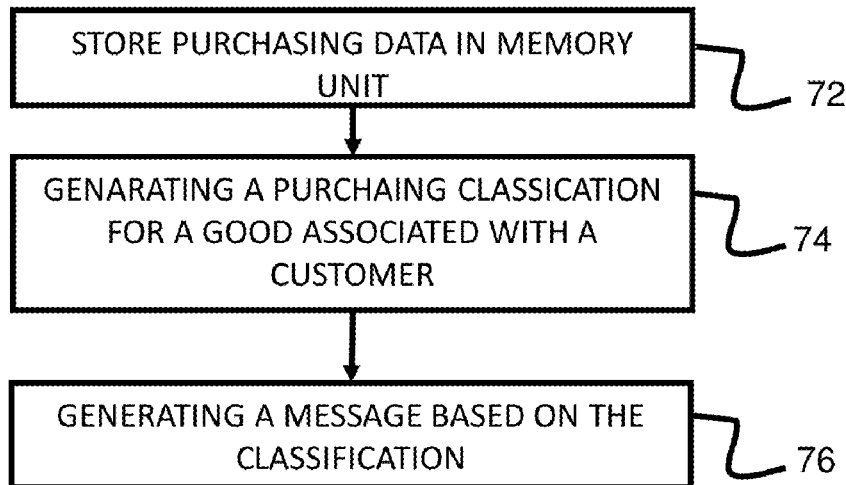 STORE PURCHASING DATA IN MEMORY
UNIT
72
GENARATING A PURCHAING CLASSICATION
FOR A GOOD ASSOCIATED WITH A
CUSTOMER
74
GENERATING A MESSAGE BASED ON THE
CLASSIFICATION
76